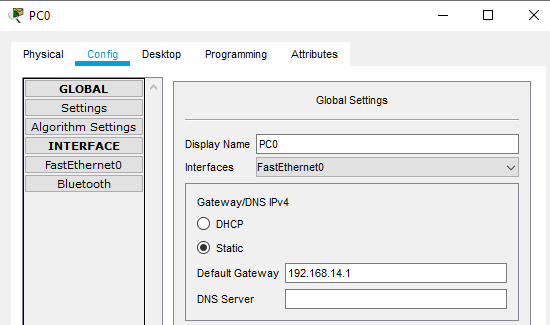 PC0
Physical Config Desktop Programming Attributes
GLOBAL
Settings
Algorithm Settings
INTERFACE
FastEthernet0
Bluetooth
Global Settings
Display Name PC0
Interfaces FastEthernet0
Gateway/DNS IPv4
DHCP
Static
Default Gateway 192.168.14.1
DNS Server